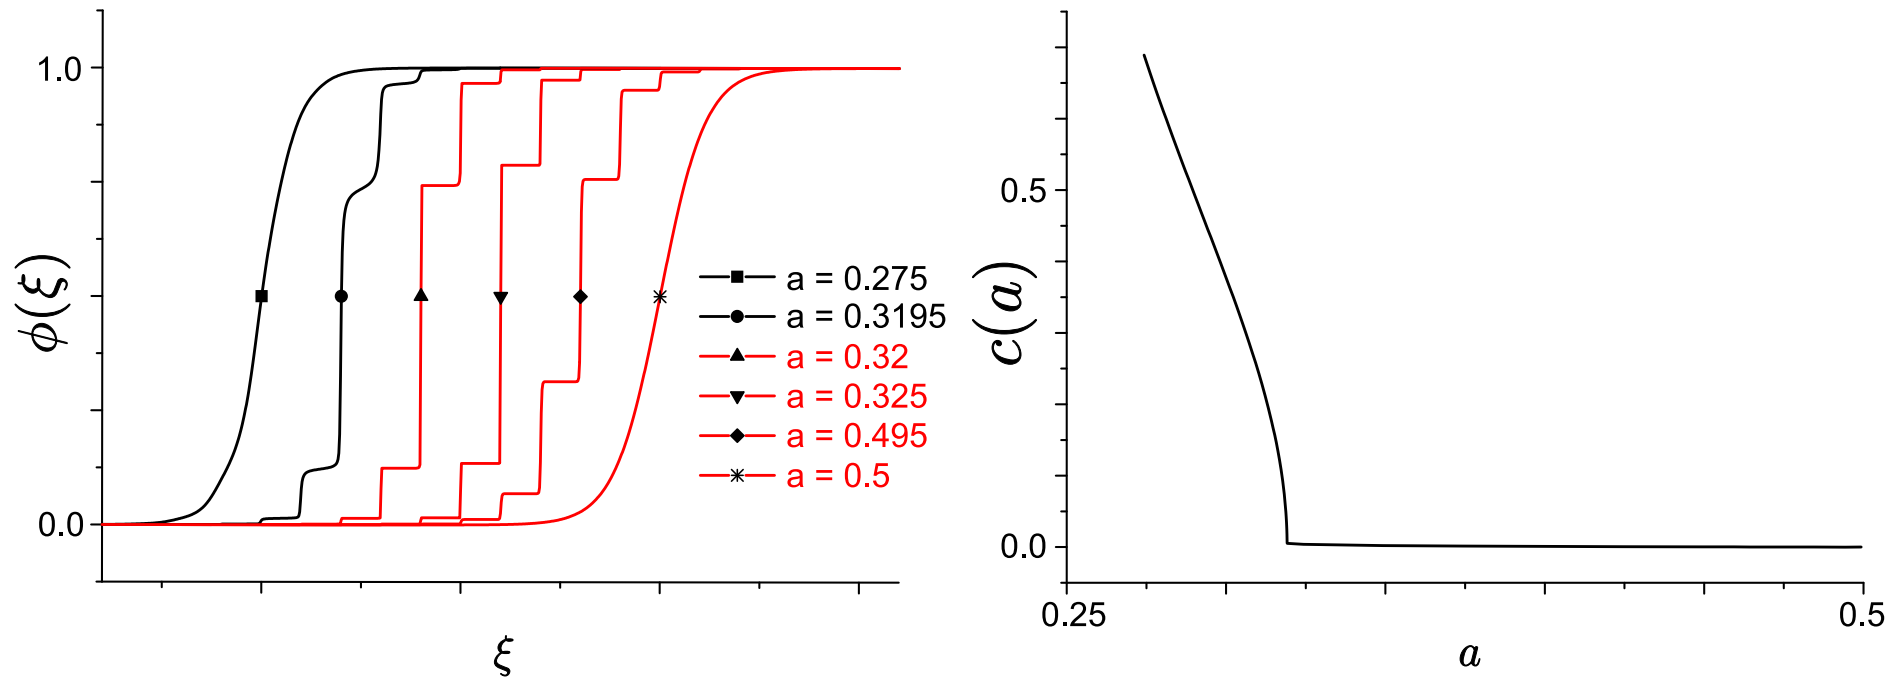 1.0
0.0
ϕ(ξ)
ξ
a = 0.275
a = 0.3195
a = 0.32
a = 0.325
a = 0.495
a = 0.5
0.5
0.0
c(a)
0.25
0.5
a